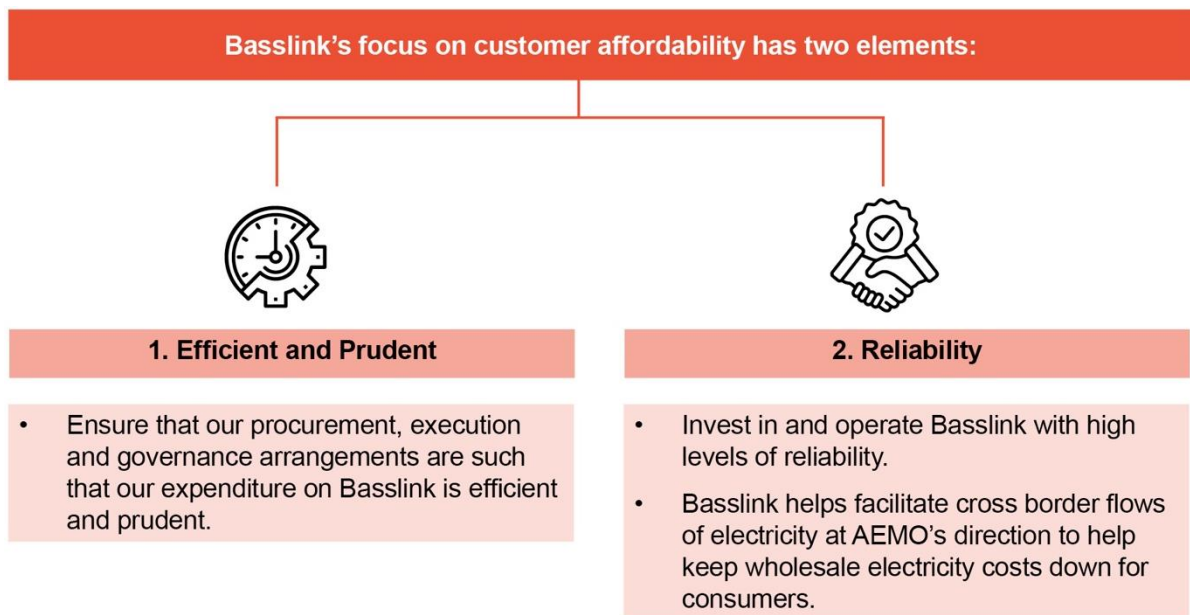 Basslink’s focus on customer affordability has two elements:
1. Efficient and Prudent
• Ensure that our procurement, execution
and governance arrangements are such
that our expenditure on Basslink is efficient
and prudent.
2. Reliability
• Invest in and operate Basslink with high
levels of reliability.
• Basslink helps facilitate cross border flows
of electricity at AEMO’s direction to help
keep wholesale electricity costs down for
consumers.